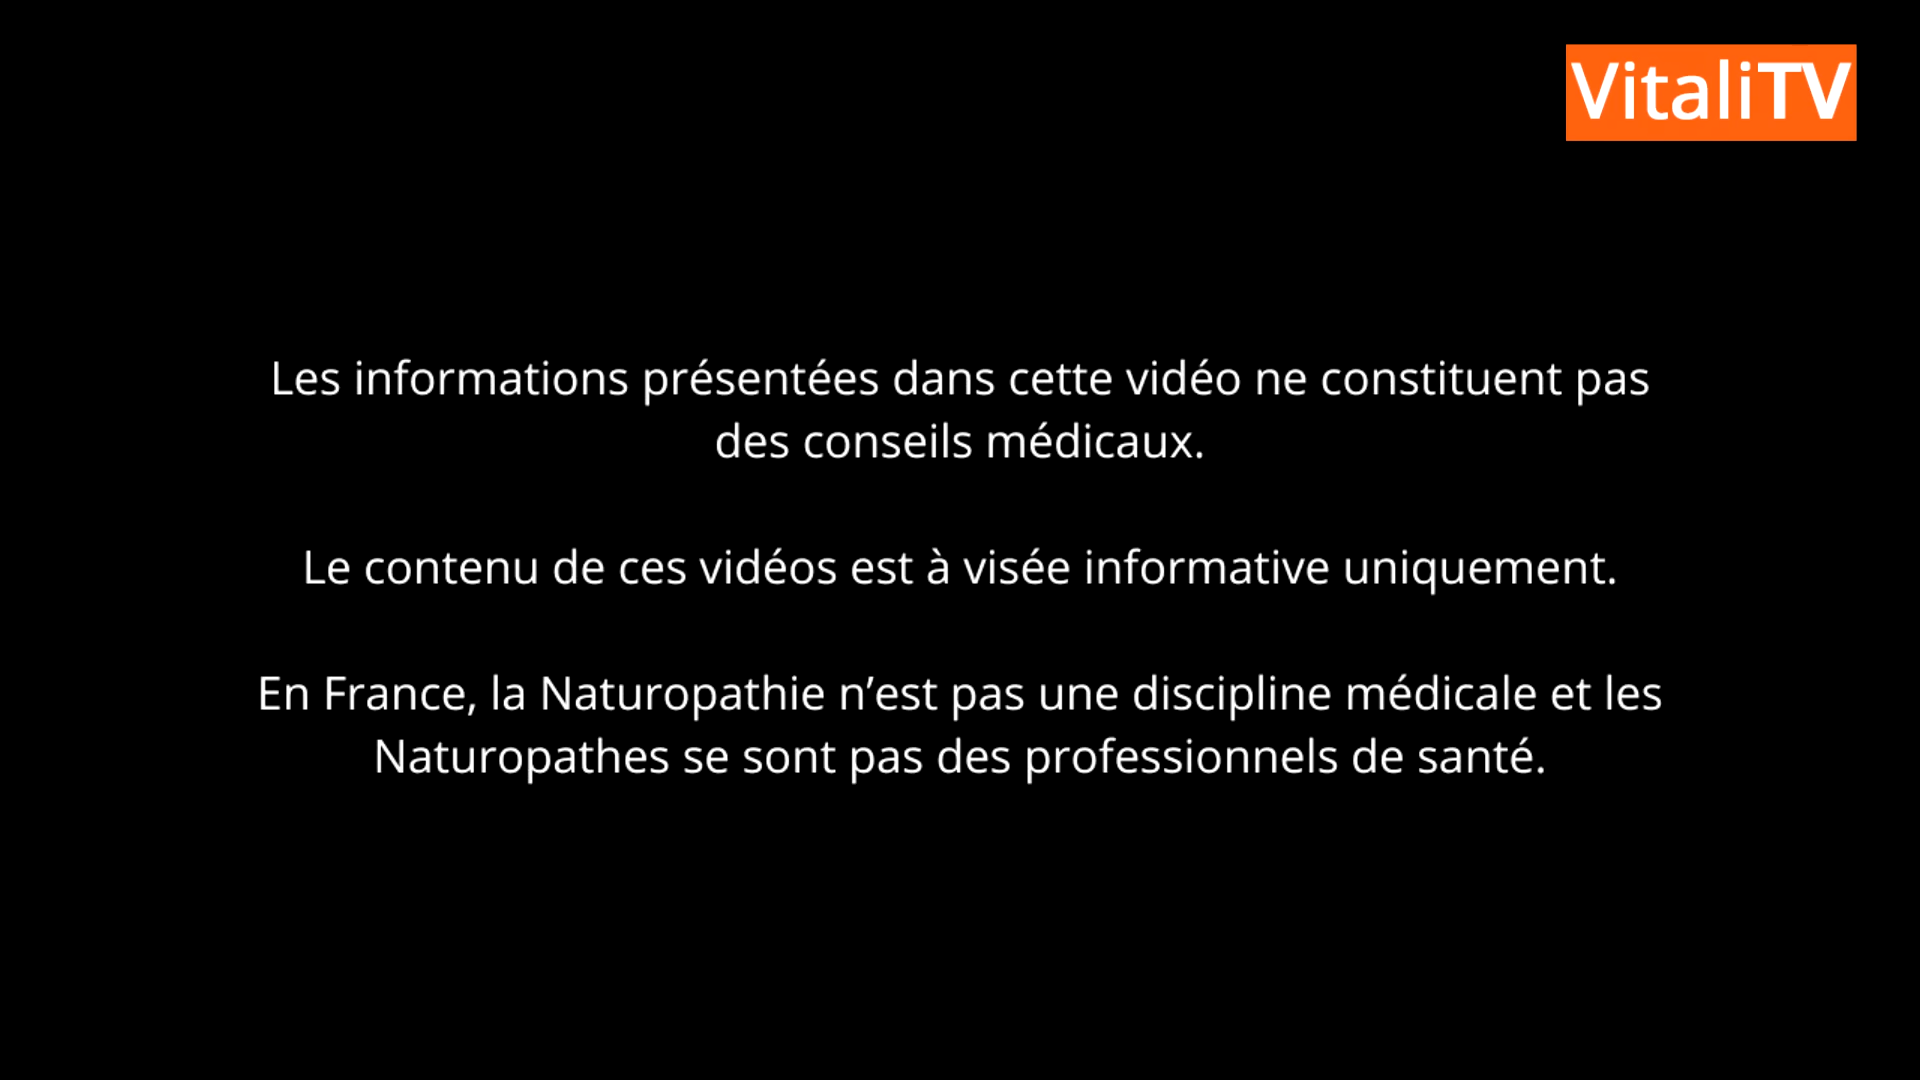 VitaliTV
Les informations présentées dans cette vidéo ne constituent pas
des conseils médicaux.
Le contenu de ces vidéos est à visée informative uniquement.
En France, la Naturopathie n’est pas une discipline médicale et les
Naturopathes se sont pas des professionnels de santé.